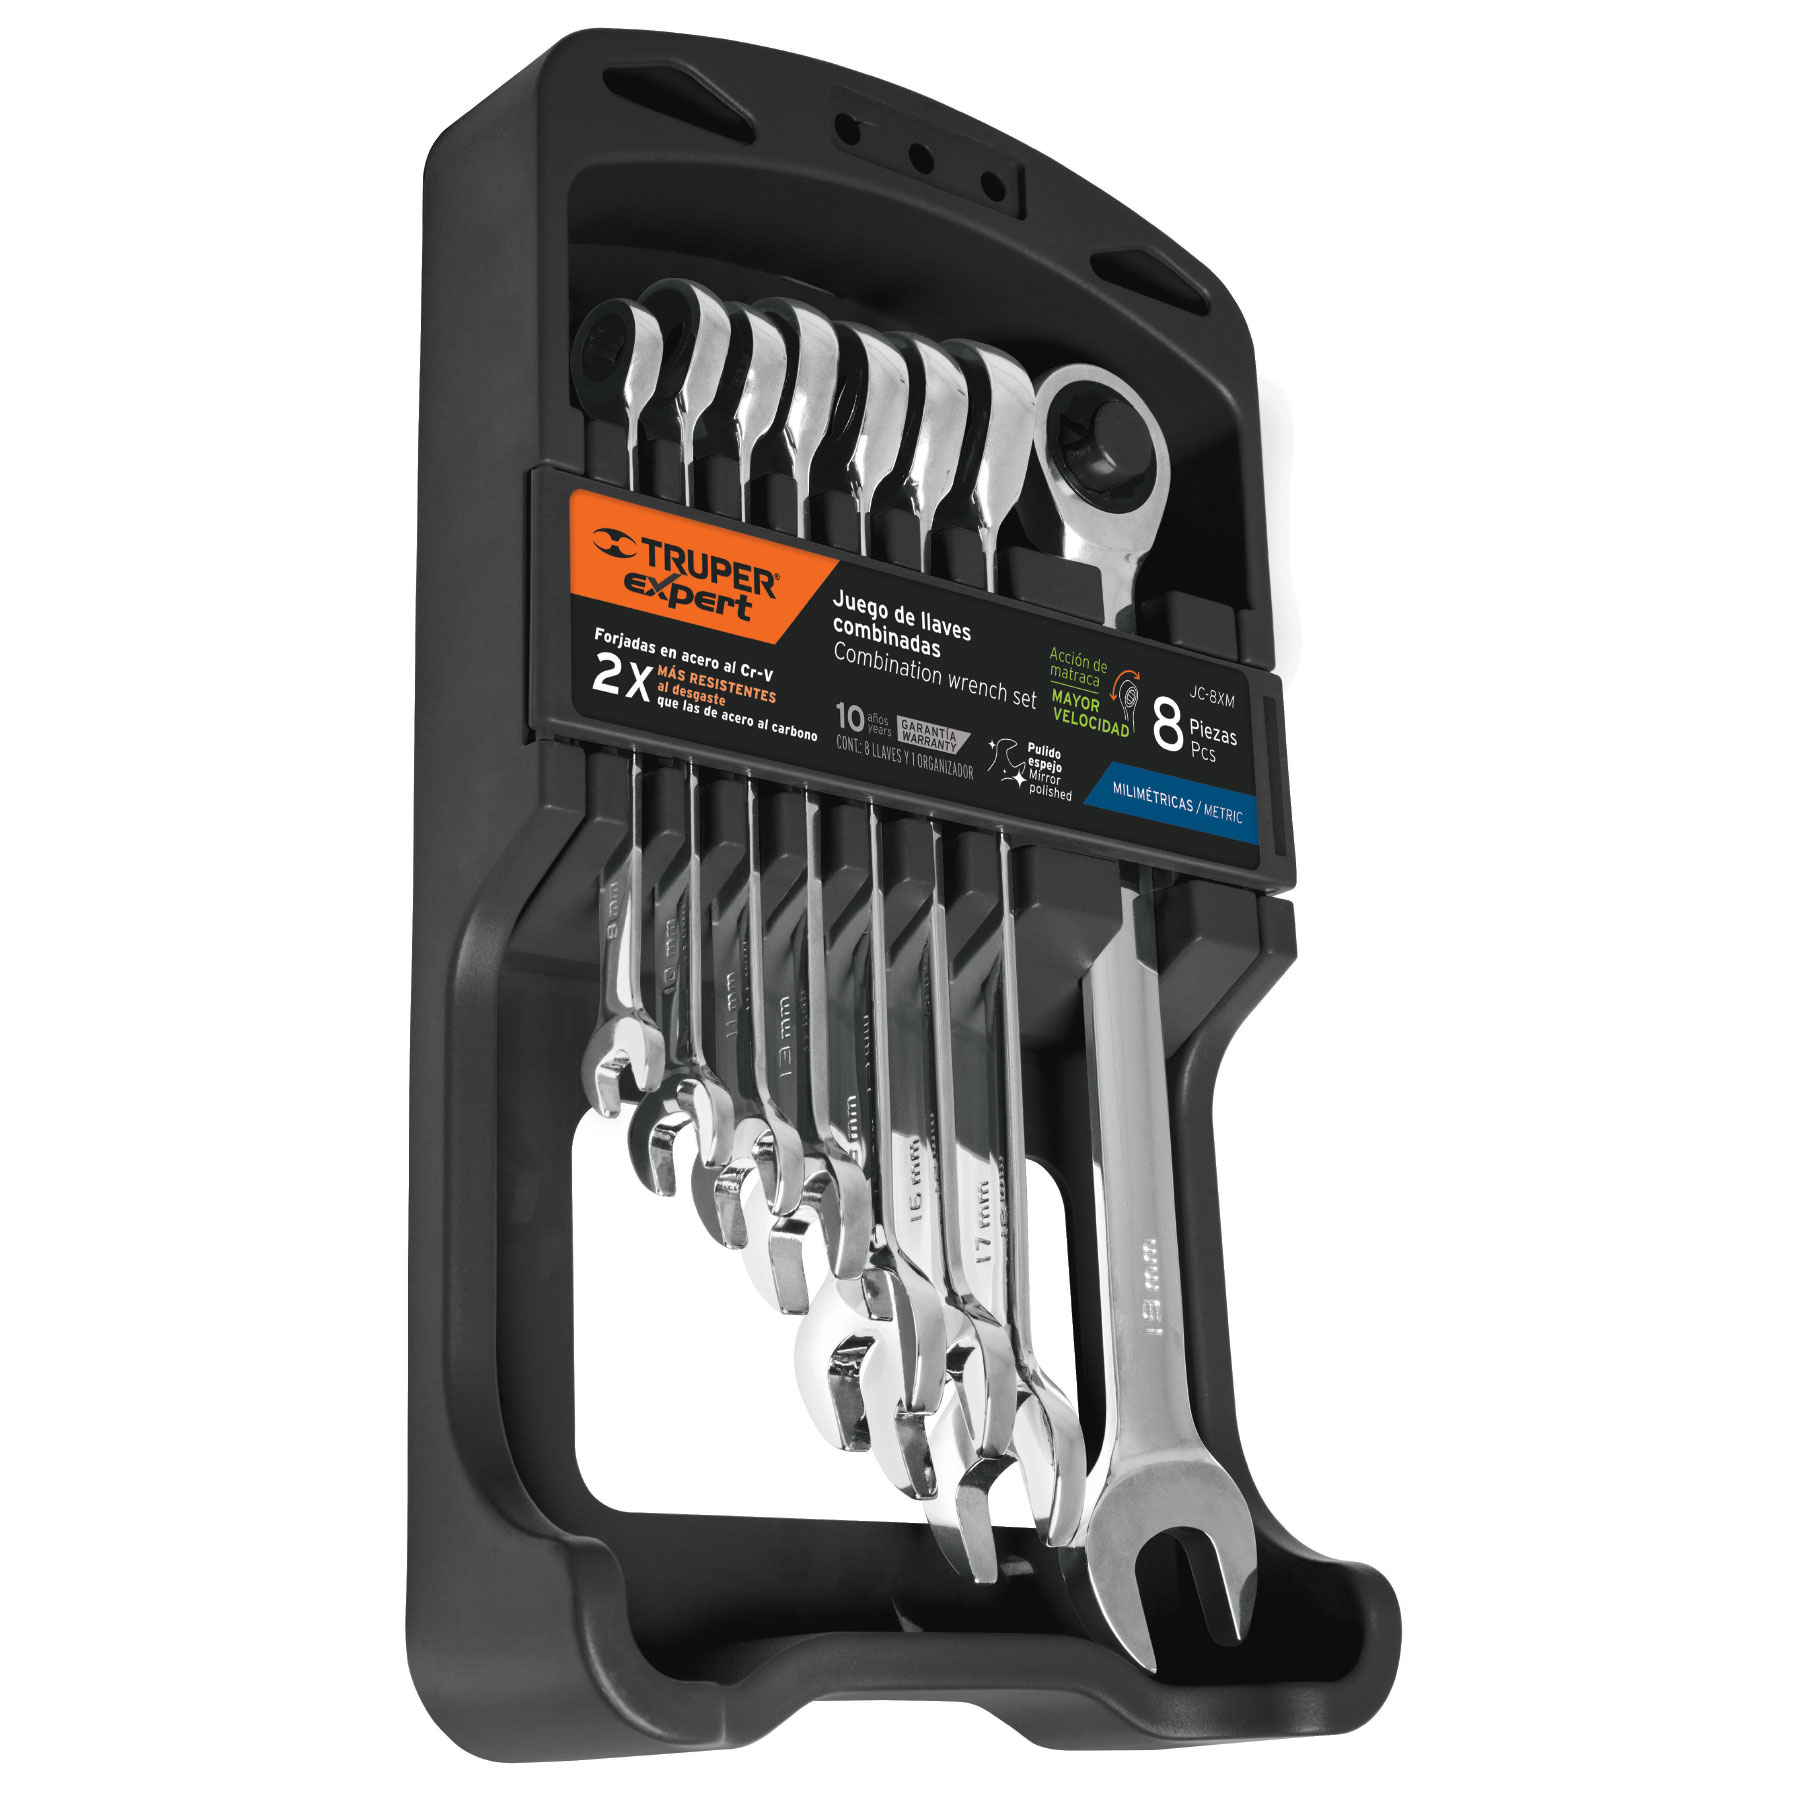 TRUPER®
expert
Forjadas en acero al Cr-V
2X
MÁS RESISTENTES
al desgaste
que las de acero al carbono
Juego de llaves
combinadas
Combination wrench set
10 años
years
GARANTÍA
WARRANTY
CONT.: 8 LLAVES Y 1 ORGANIZADOR
Pulido
espejo
Mirror
polished
Acción de
matraca
MAYOR
VELOCIDAD
JC-8XM
8 Piezas
Pcs
MILIMÉTRICAS / METRIC
10 mm
11 mm
13 mm
mm
16 mm
17 mm
19 mm